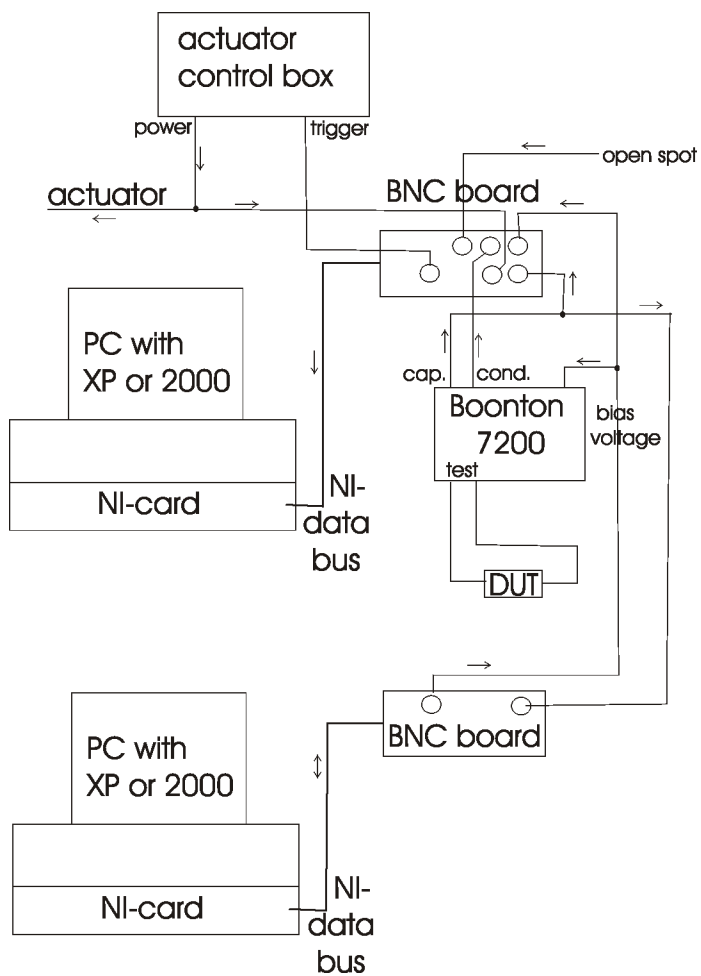 actuator
control box
power
trigger
open spot
actuator
BNC board
PC with
XP or 2000
cap.
cond.
Boonton
7200
bias
voltage
test
NI-card
NI-
data
bus
DUT
BNC board
PC with
XP or 2000
NI-card
NI-
data
bus